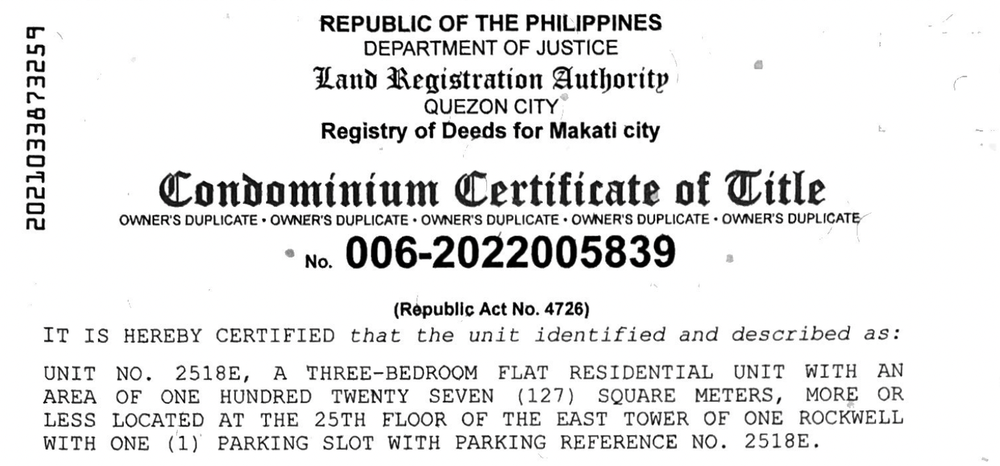 2021033873259
REPUBLIC OF THE PHILIPPINES
DEPARTMENT OF JUSTICE
Land Registration Authority
QUEZON CITY
Registry of Deeds for Makati city
Condominium Certificate of Title
OWNER'S DUPLICATE • OWNER'S DUPLICATE • OWNER'S DUPLICATE • OWNER'S DUPLICATE • OWNER'S DUPLICATE
No. 006-2022005839
(Republic Act No. 4726)
IT IS HEREBY CERTIFIED that the unit identified and described as:
UNIT NO. 2518E, A THREE-BEDROOM FLAT RESIDENTIAL UNIT WITH AN
AREA OF ONE HUNDRED TWENTY SEVEN (127) SQUARE METERS, MORE OR
LESS LOCATED AT THE 25TH FLOOR OF THE EAST TOWER OF ONE ROCKWELL
WITH ONE (1) PARKING SLOT WITH PARKING REFERENCE NO. 2518E.